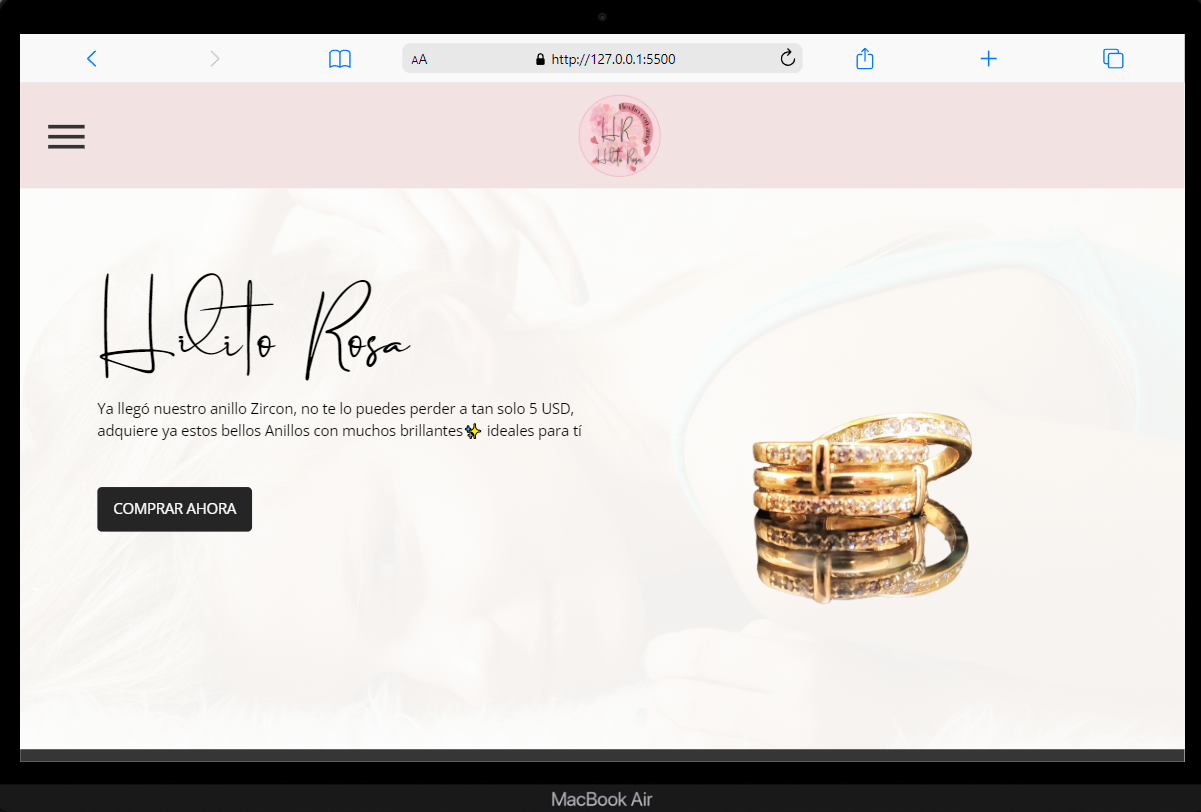 AA
http://127.0.0.1:5500
Hecho con amor
HR
Hilito Rosa
Hilito Rosa
Ya llegó nuestro anillo Zircon, no te lo puedes perder a tan solo 5 USD,
adquiere ya estos bellos Anillos con muchos brillantes✨ ideales para tí
COMPRAR AHORA
MacBook Air